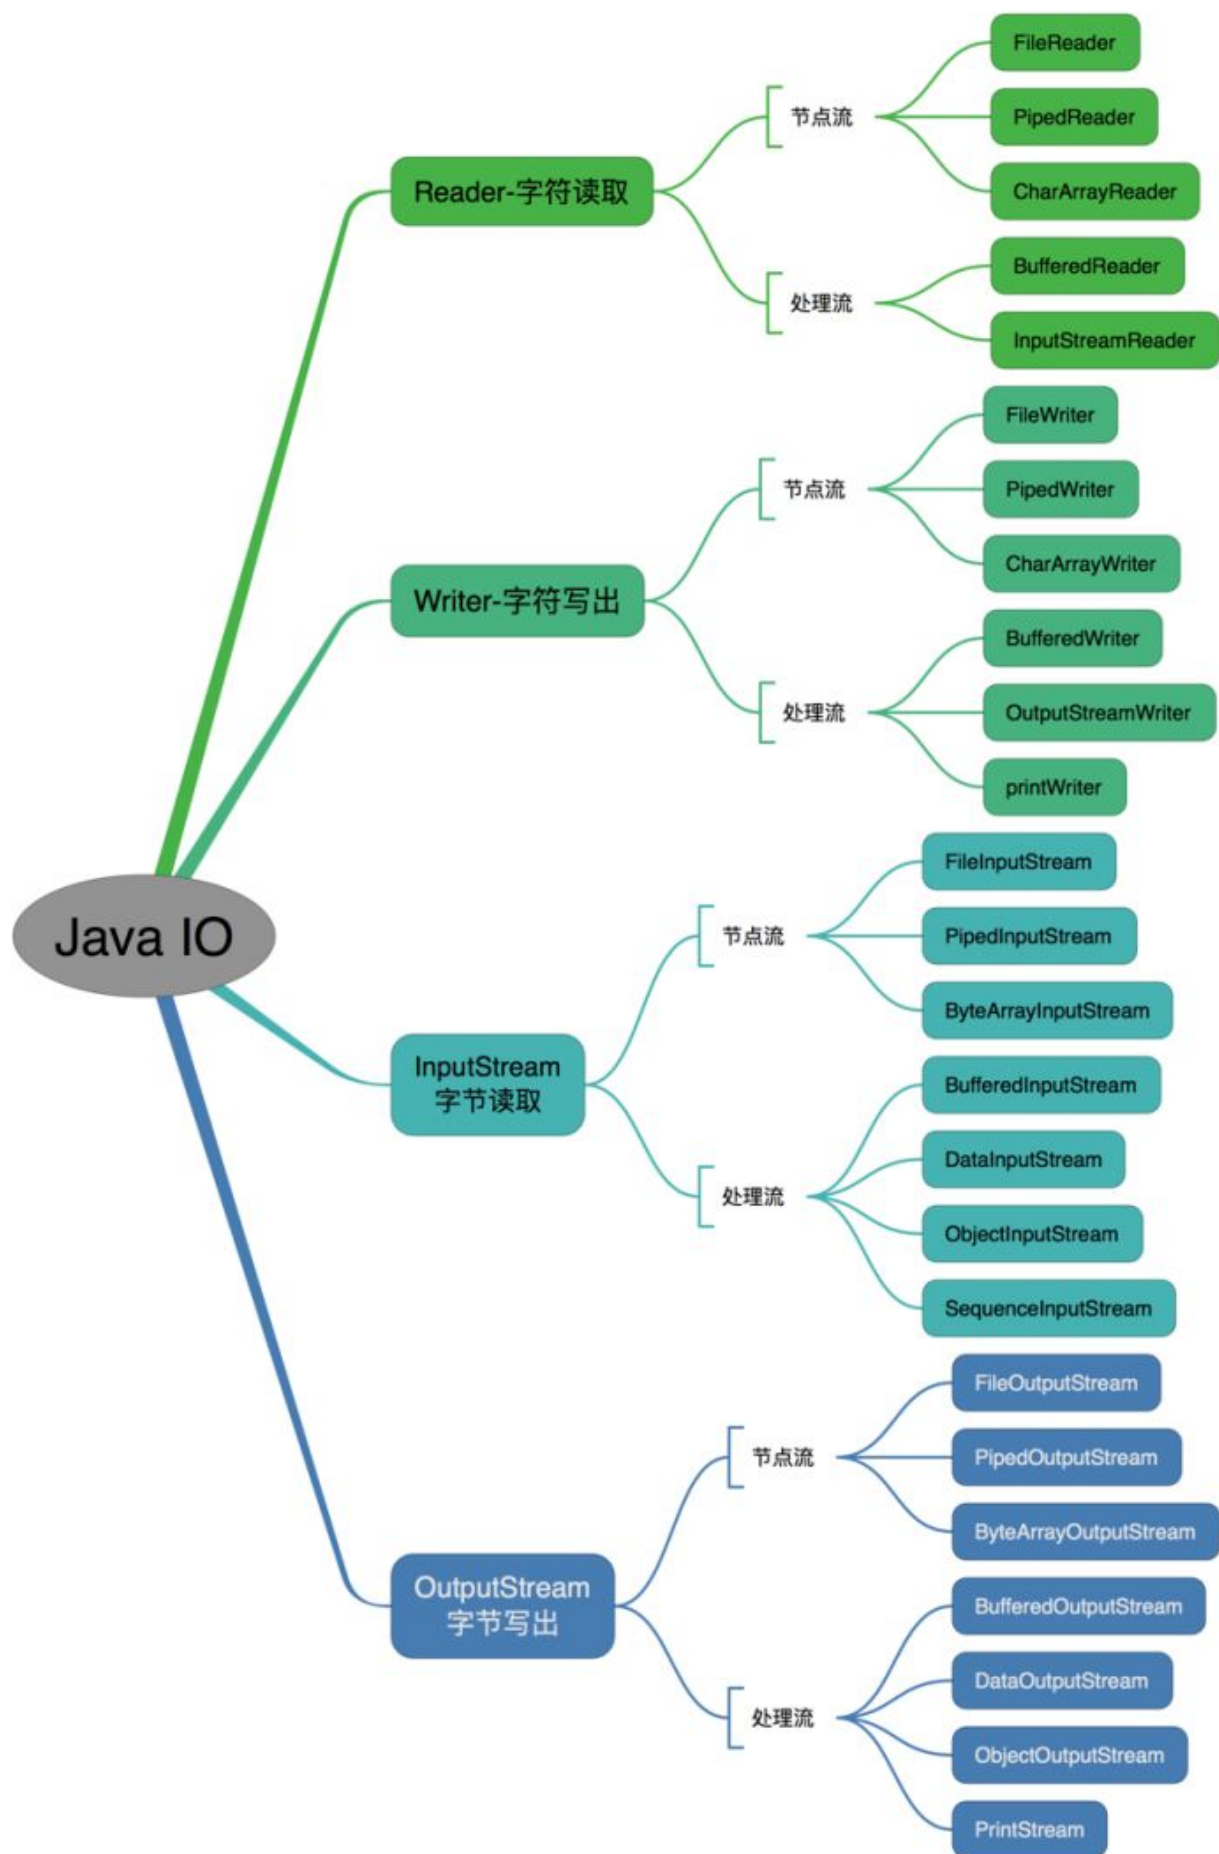 Java IO
Reader-字符读取
节点流
FileReader
PipedReader
CharArrayReader
处理流
BufferedReader
InputStreamReader
Writer-字符写出
节点流
FileWriter
PipedWriter
CharArrayWriter
处理流
BufferedWriter
OutputStreamWriter
printWriter
InputStream
字节读取
节点流
FileInputStream
PipedInputStream
ByteArrayInputStream
处理流
BufferedInputStream
DataInputStream
ObjectInputStream
SequenceInputStream
OutputStream
字节写出
节点流
FileOutputStream
PipedOutputStream
ByteArrayOutputStream
处理流
BufferedOutputStream
DataOutputStream
ObjectOutputStream
PrintStream